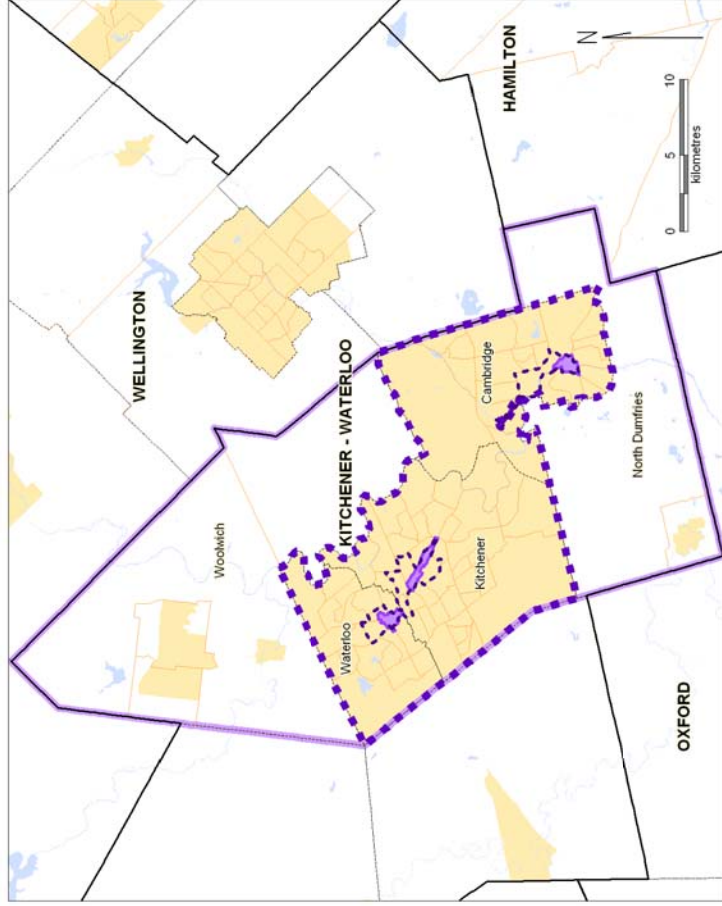 WELLINGTON
HAMILTON
N
Woolwich
KITCHENER - WATERLOO
Waterloo
Cambridge
Kitchener
North Dumfries
OXFORD
0 5 10
kilometres